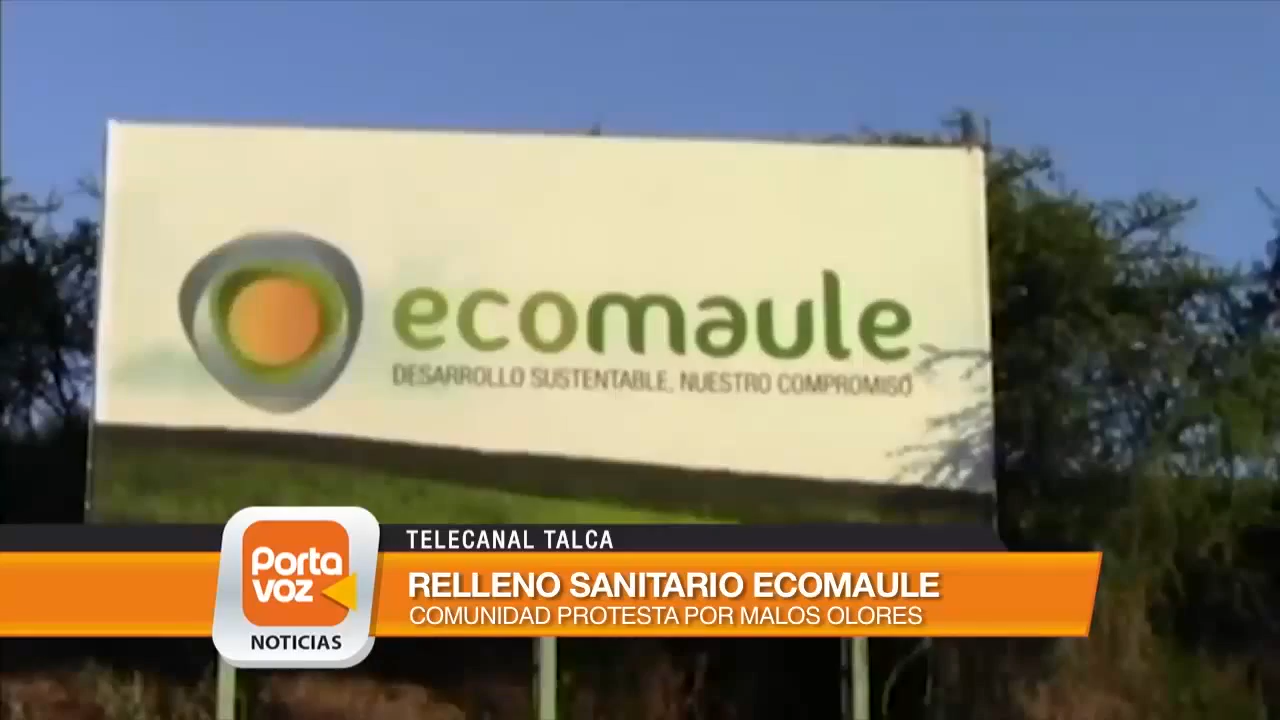 ecomaule
DESARROLLO SUSTENTABLE, NUESTRO COMPROMISO
TELECANAL TALCA
Porta
voz
NOTICIAS
RELLENO SANITARIO ECOMAULE
COMUNIDAD PROTESTA POR MALOS OLORES